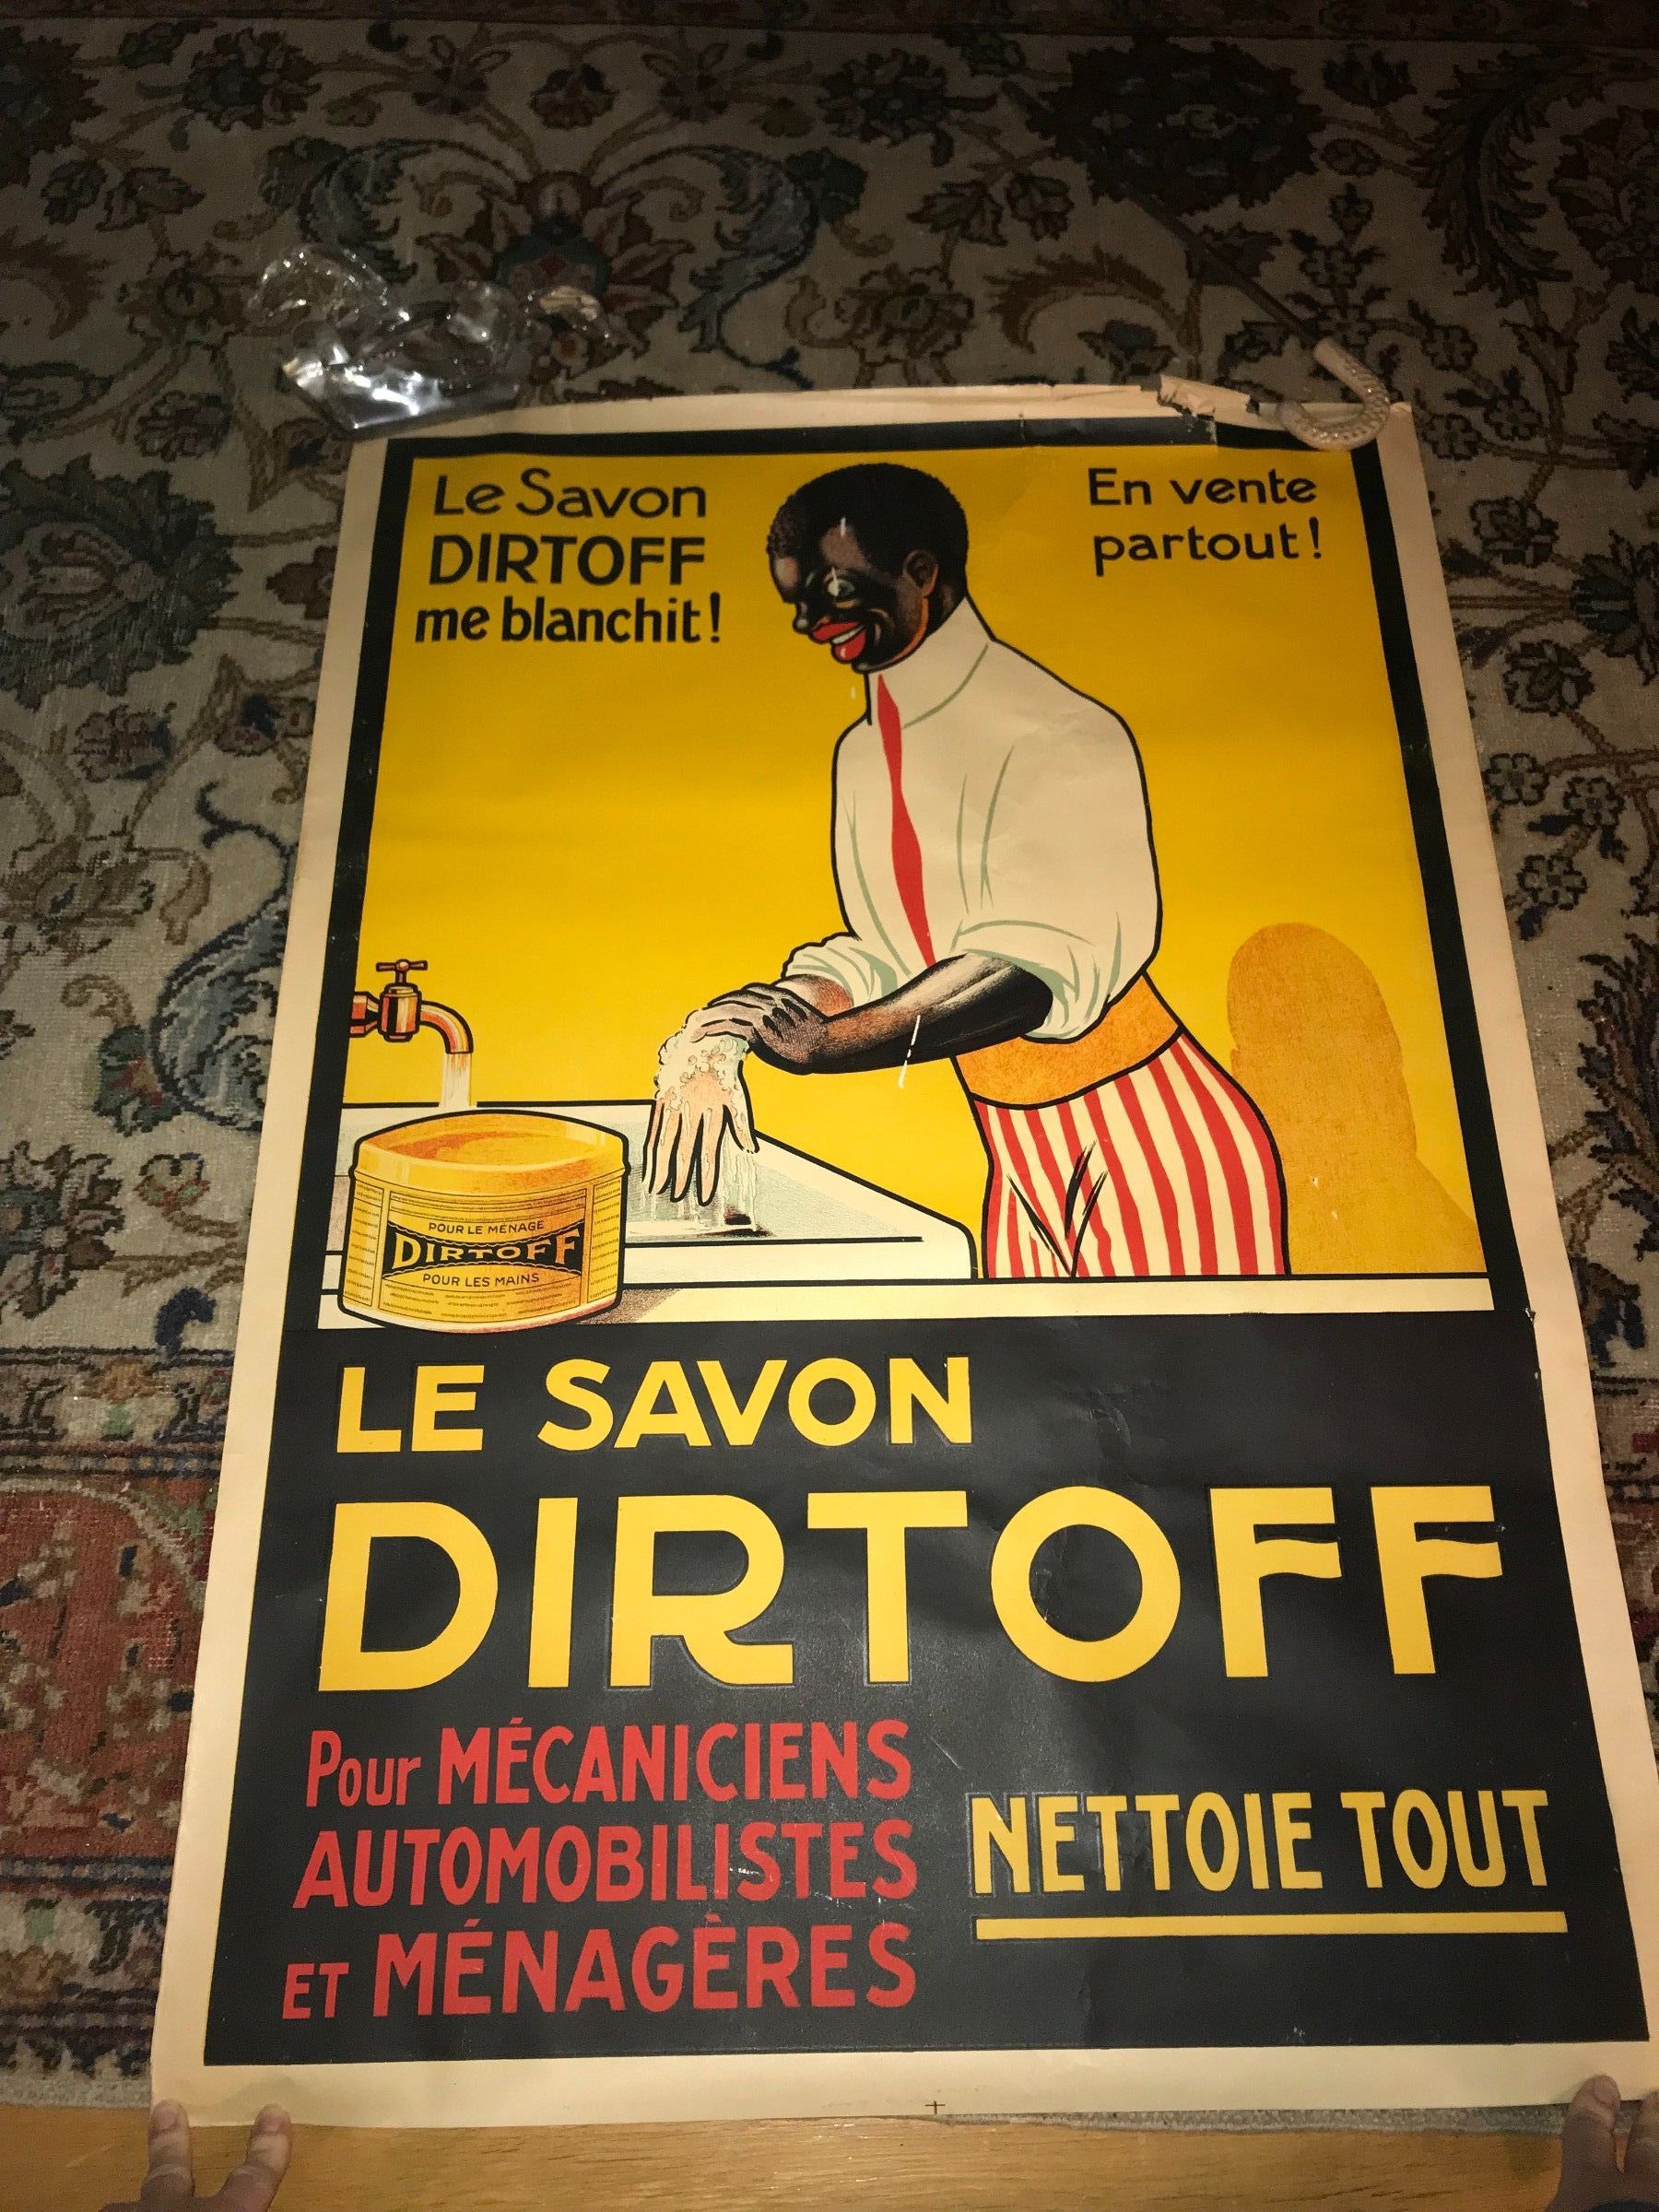 Le Savon
DIRTOFF
me blanchit!
En vente
partout!
POUR LE MÉNAGE
DIRTOFF
POUR LES MAINS
LE SAVON
DIRTOFF
Pour MÉCANICIENS
AUTOMOBILISTES
ET MÉNAGÈRES
NETTOIE TOUT